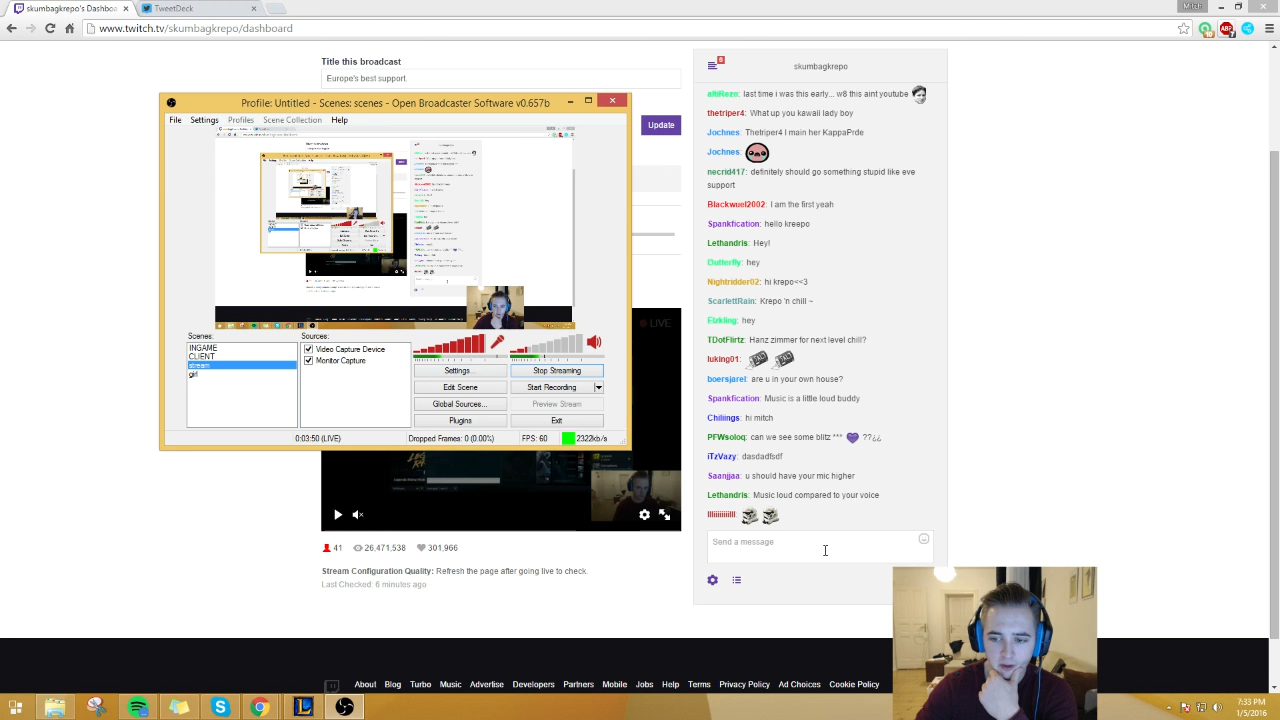 skumbagkrepo's Dashboa
TweetDeck
Mitch
www.twitch.tv/skumbagkrepo/dashboard
Title this broadcast
Europe's best support.
Update
Profile: Untitled - Scenes: scenes - Open Broadcaster Software v0.657b
File Settings Profiles Scene Collection Help
Scenes:
INGAME
CLIENT
stream
girl
Sources:
Video Capture Device
Monitor Capture
Settings...
Stop Streaming
Edit Scene
Start Recording
Global Sources...
Preview Stream
Plugins
Exit
0:03:50 (LIVE)
Dropped Frames: 0 (0.00%)
FPS: 60
2322kb/s
LIVE
41
26,471,538
301,966
Stream Configuration Quality: Refresh the page after going live to check.
Last Checked: 6 minutes ago
8
skumbagkrepo
altiRezn: last time i was this early... w8 this aint youtube
thetriper4: What up you kawaii lady boy
Jochnes: Thetriper4 I main her KappaPrde
Jochnes:
necrid417: definitely should go something stupid like eve
support
Blackwuel2002: I am the first yeah
Spankfication: hello kreepo
Lethandris: Hey!
hey
Nightridder02: hi krepo<<3
ScarlettRain: Krepo 'n chill ~
hey
TDotFlirtz: Hanz zimmer for next level chill?
luking01:
boersjarel: are u in your own house?
Spankfication: Music is a little loud buddy
Chiliings: hi mitch
PFWsoloq: can we see some blitz *** ??¿¿
iTzVazy: dasdadfsdf
Saanjjaa: u should have your mic higher
Lethandris: Music loud compared to your voice
Send a message
About Blog Turbo Music Advertise Developers Partners Mobile Jobs Help Terms Privacy Policy Ad Choices Cookie Policy
7:33 PM
1/5/2016